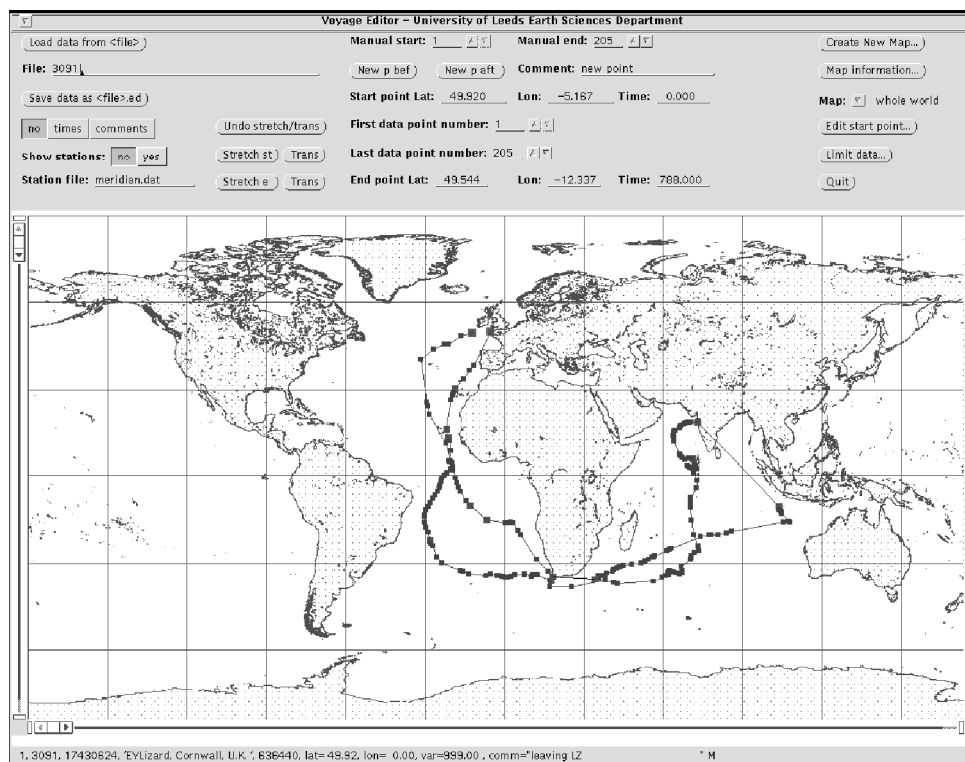 Voyage Editor – University of Leeds Earth Sciences Department
Load data from <file> Manual start: 1 Manual end: 205 Create New Map...
File: 3091 New p bef New p aft Comment: new point Map information...
Save data as <file>.ed Start point Lat: 49.920 Lon: -5.167 Time: 0.000 Map: whole world
no times comments Undo stretch/trans First data point number: 1 Edit start point...
Show stations: no yes Stretch st Trans Last data point number: 205 Limit data...
Station file: meridian.dat Stretch e Trans End point Lat: 49.544 Lon: -12.337 Time: 788.000 Quit
1, 3091, 17430624, 'EYLizard, Cornwall, U.K. ', 636440, lat= 49.92, lon= 0.00, var=999.00 , comm="leaving LZ " M